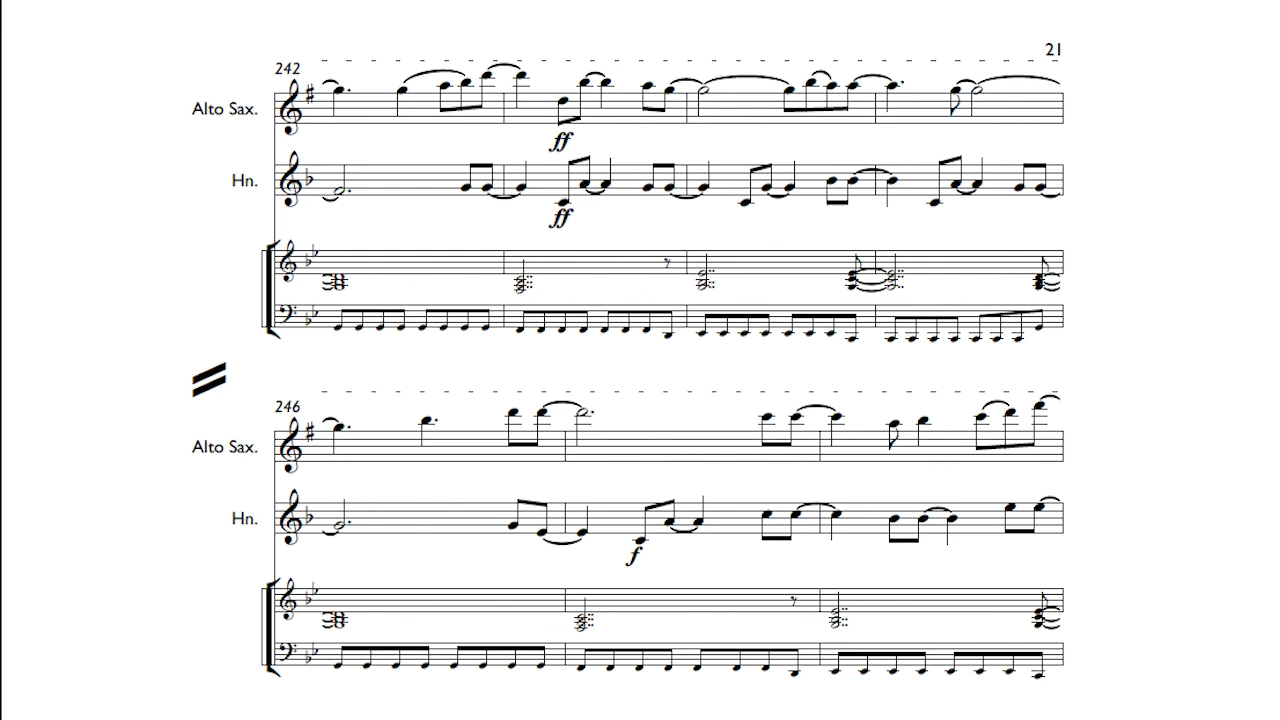 21
242
Alto Sax.
ff
Hn.
ff
246
Alto Sax.
Hn.
f